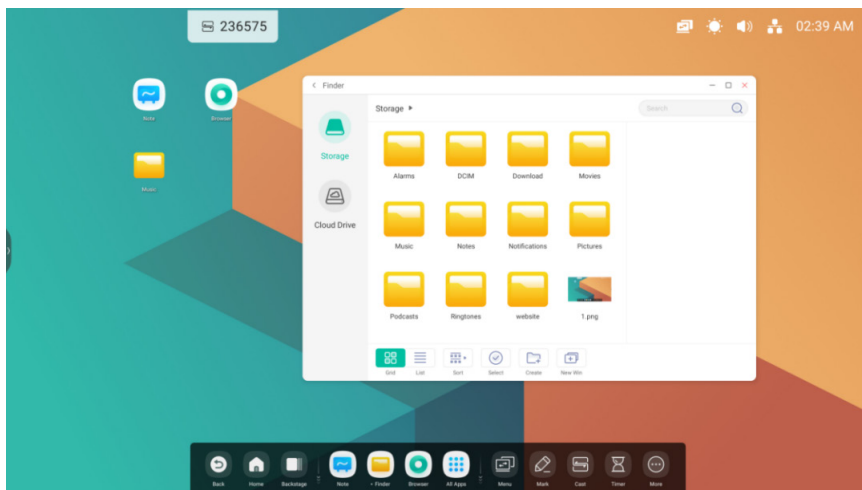 236575
02:39 AM
Note
Browser
Music
Finder
Storage
Search
Storage
Cloud Drive
Alarms
DCIM
Download
Movies
Music
Notes
Notifications
Pictures
Podcasts
Ringtones
website
1.png
Grid
List
Sort
Select
Create
New Win
Back
Home
Backstage
Note
Finder
Browser
All Apps
Menu
Mark
Cast
Timer
More